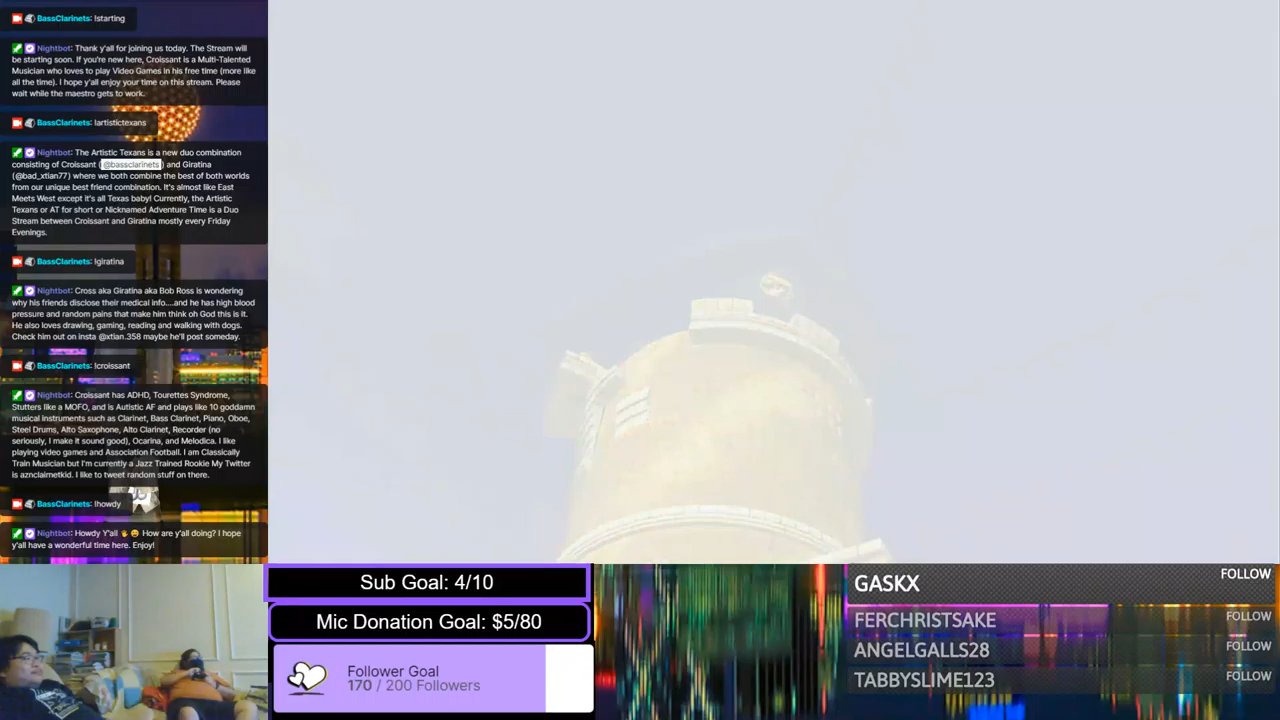 BassClarinets: !starting
Nightbot: Thank y'all for joining us today. The Stream will
be starting soon. If you're new here, Croissant is a Multi-Talented
Musician who loves to play Video Games in his free time (more like
all the time). I hope y'all enjoy your time on this stream. Please
wait while the maestro gets to work.
BassClarinets: !artistictexans
Nightbot: The Artistic Texans is a new duo combination
consisting of Croissant ( @bassclarinets ) and Giratina
(@bad_xtian77) where we both combine the best of both worlds
from our unique best friend combination. It's almost like East
Meets West except it's all Texas baby! Currently, the Artistic
Texans or AT for short or Nicknamed Adventure Time is a Duo
Stream between Croissant and Giratina mostly every Friday
Evenings.
BassClarinets: !giratina
Nightbot: Cross aka Giratina aka Bob Ross is wondering
why his friends disclose their medical info....and he has high blood
pressure and random pains that make him think oh God this is it.
He also loves drawing, gaming, reading and walking with dogs.
Check him out on insta @xtian.358 maybe he'll post someday.
BassClarinets: !croissant
Nightbot: Croissant has ADHD, Tourettes Syndrome,
Stutters like a MOFO, and is Autistic AF and plays like 10 goddamn
musical instruments such as Clarinet, Bass Clarinet, Piano, Oboe,
Steel Drums, Alto Saxophone, Alto Clarinet, Recorder (no
seriously, I make it sound good), Ocarina, and Melodica. I like
playing video games and Association Football. I am Classically
Train Musician but I'm currently a Jazz Trained Rookie My Twitter
is aznclaimetkid. I like to tweet random stuff on there.
BassClarinets: !howdy
Nightbot: Howdy Y'all 👋 😄 How are y'all doing? I hope
y'all have a wonderful time here. Enjoy!
Sub Goal: 4/10
Mic Donation Goal: $5/80
Follower Goal
170 / 200 Followers
GASKX FOLLOW
FERCHRISTSAKE FOLLOW
ANGELGALLS28 FOLLOW
TABBYSLIME123 FOLLOW